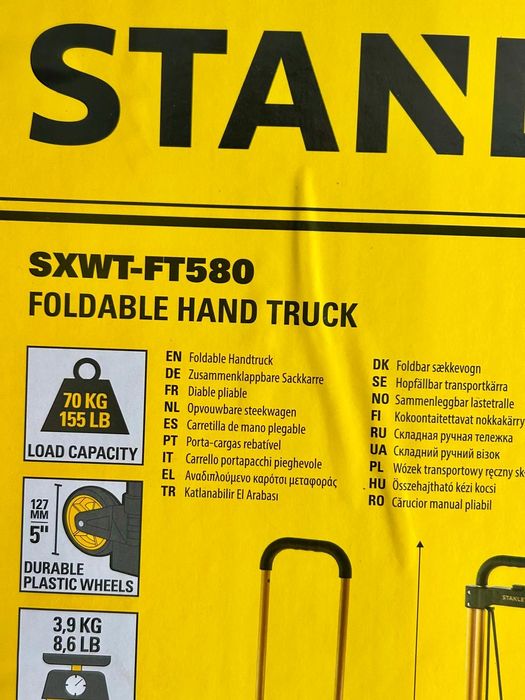 STAN
SXWT-FT580
FOLDABLE HAND TRUCK
70 KG
155 LB
LOAD CAPACITY
127
MM
5"
DURABLE
PLASTIC WHEELS
3,9 KG
8,6 LB
EN Foldable Handtruck
DE Zusammenklappbare Sackkarre
FR Diable pliable
NL Opvouwbare steekwagen
ES Carretilla de mano plegable
PT Porta-cargas rebatível
IT Carrello portapacchi pieghevole
EL Αναδιπλούμενο καρότσι μεταφοράς
TR Katlanabilir El Arabası
DK Foldbar sækkevogn
SE Hopfällbar transportkärra
NO Sammenleggbar lastetralle
FI Kokoontaitettavat nokkakärry
RU Складная ручная тележка
UA Складний ручний візок
PL Wózek transportowy ręczny sk
HU Összehajtható kézi kocsi
RO Cărucior manual pliabil
STANLEY